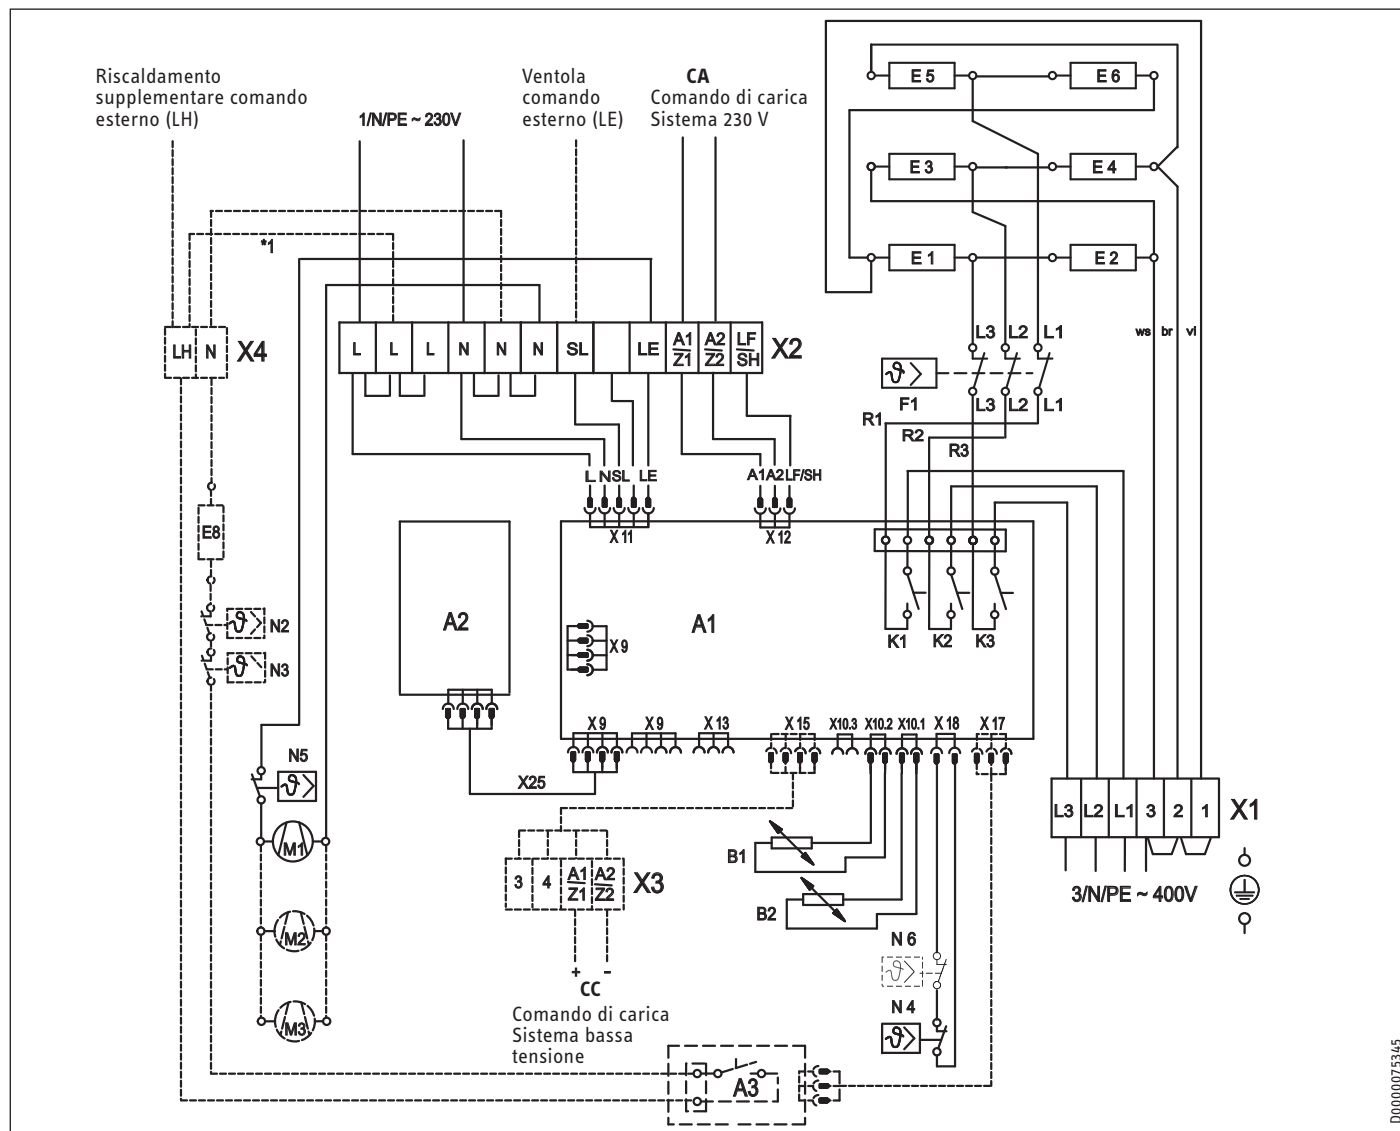 Riscaldamento
supplementare comando
esterno (LH)
1/N/PE ~ 230V
Ventola
comando
esterno (LE)
CA
Comando di carica
Sistema 230 V
E 5
E 6
E 3
E 4
E 1
E 2
*1
ws
br
vi
LH
N
X4
L
L
L
N
N
N
SL
LE
A1
Z1
A2
Z2
LF
SH
X2
L3
L2
L1
ϑ>
F1
L3
L2
L1
R1
R2
R3
L
N
SL
LE
A1
A2
LF/SH
X 11
X 12
E8
A2
A1
X 9
K1
K2
K3
ϑ>
N2
ϑ>
N3
X 9
X 9
X 13
X 15
X10.3
X10.2
X10.1
X 18
X 17
N5
ϑ>
X25
L3
L2
L1
3
2
1
X1
M1
B1
3
4
A1
Z1
A2
Z2
X3
B2
3/N/PE ~ 400V
M2
N 6
ϑ>
+
-
CC
Comando di carica
Sistema bassa
tensione
N 4
ϑ>
M3
A3
D0000075345